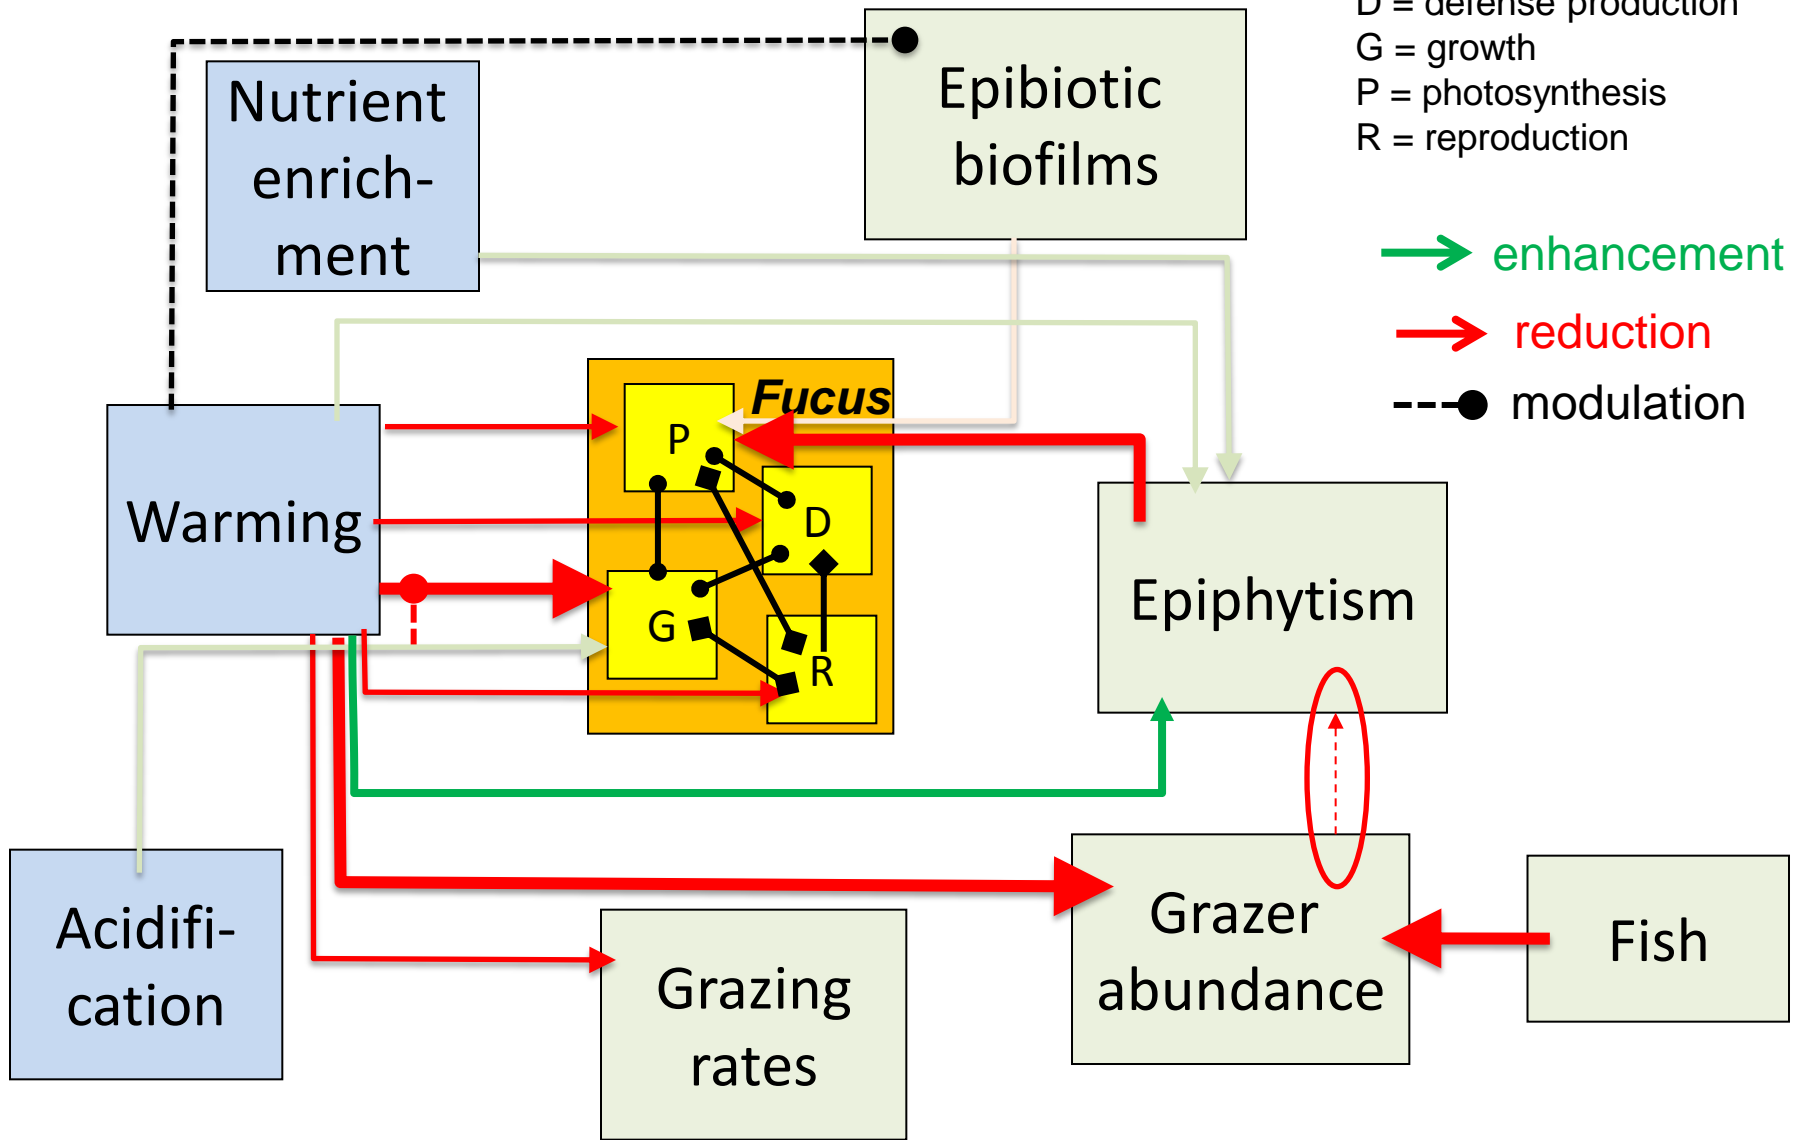 D = defense production
G = growth
P = photosynthesis
R = reproduction
Nutrient
enrich-
ment
Epibiotic
biofilms
enhancement
reduction
modulation
Fucus
P
D
G
R
Warming
Epiphytism
Acidifi-
cation
Grazing
rates
Grazer
abundance
Fish